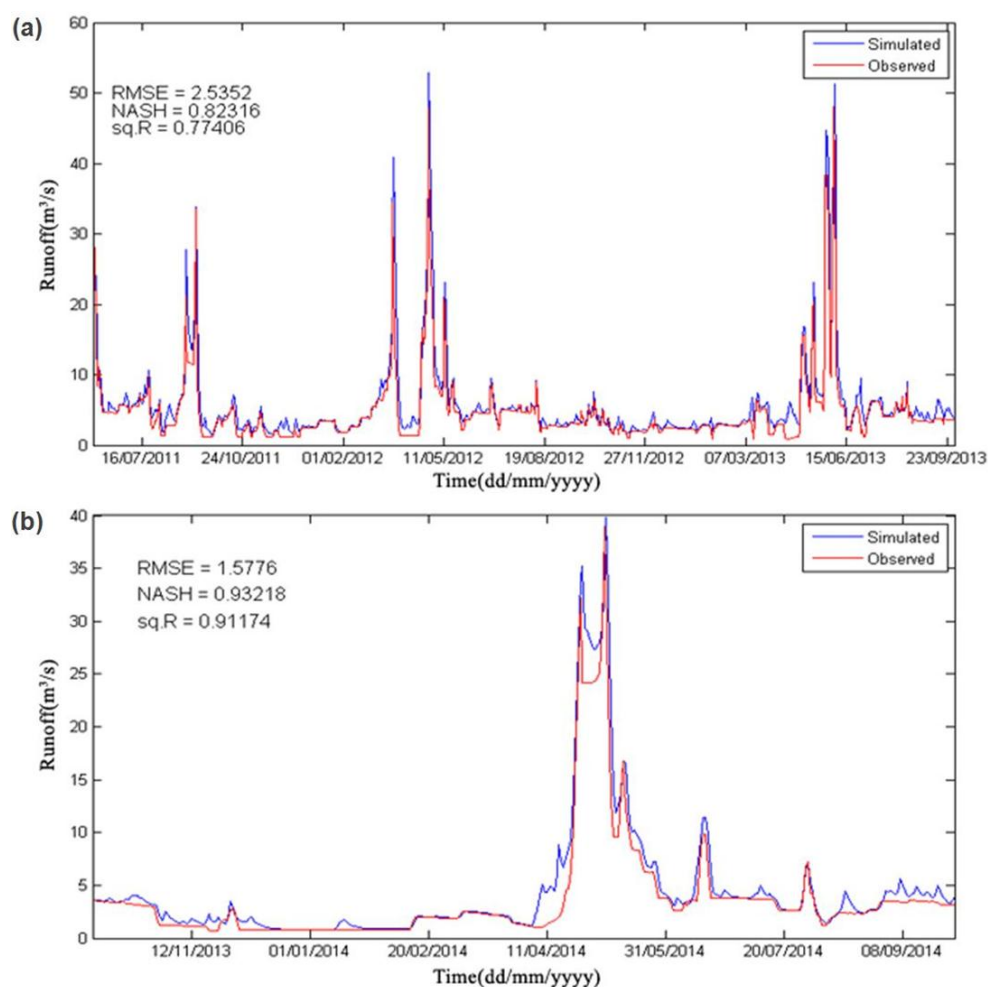 (a)
60
50
40
30
20
10
0
Runoff(m³/s)
RMSE = 2.5352
NASH = 0.82316
sq.R = 0.77406
Simulated
Observed
16/07/2011 24/10/2011 01/02/2012 11/05/2012 19/08/2012 27/11/2012 07/03/2013 15/06/2013 23/09/2013
Time(dd/mm/yyyy)
(b)
40
35
30
25
20
15
10
5
0
Runoff(m³/s)
RMSE = 1.5776
NASH = 0.93218
sq.R = 0.91174
Simulated
Observed
12/11/2013 01/01/2014 20/02/2014 11/04/2014 31/05/2014 20/07/2014 08/09/2014
Time(dd/mm/yyyy)